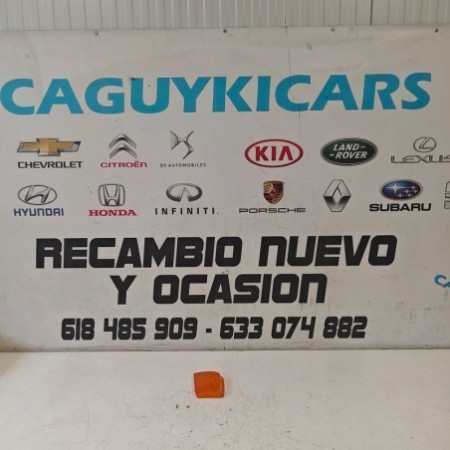 CAGUYKICARS
CHEVROLET CITROËN DS AUTOMOBILES KIA LAND ROVER
HYUNDAI HONDA INFINITI PORSCHE SUBARU
RECAMBIO NUEVO
Y OCASION
618 485 909 - 633 074 882